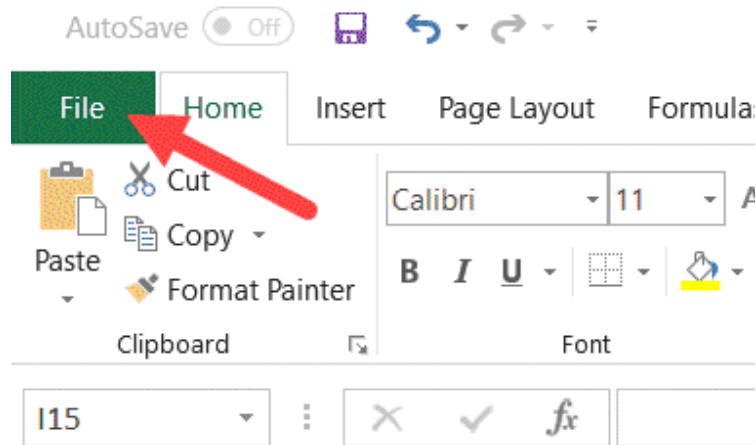 AutoSave Off
File Home Insert Page Layout Formulas
Cut
Copy
Paste
Format Painter
Calibri 11 A
B I U
Clipboard Font
I15 fx